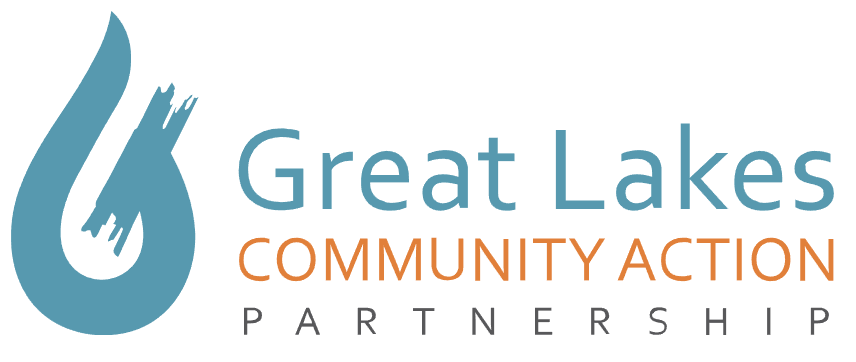 Great Lakes
COMMUNITY ACTION
PARTNERSHIP